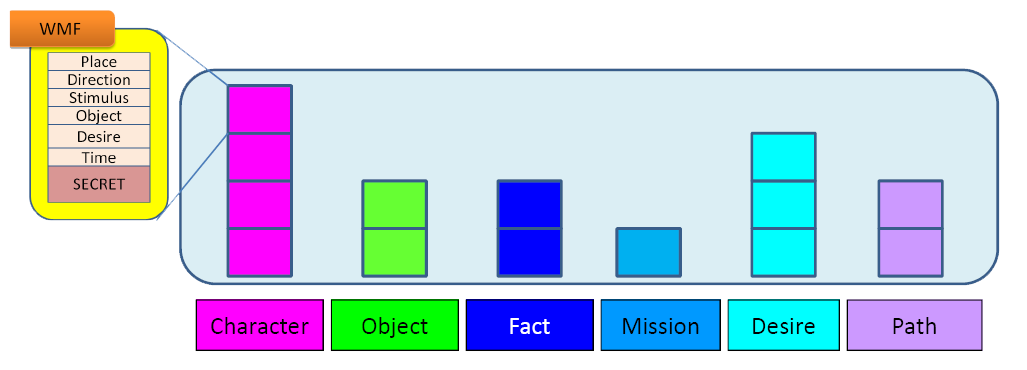 WMF
Place
Direction
Stimulus
Object
Desire
Time
SECRET
Character
Object
Fact
Mission
Desire
Path